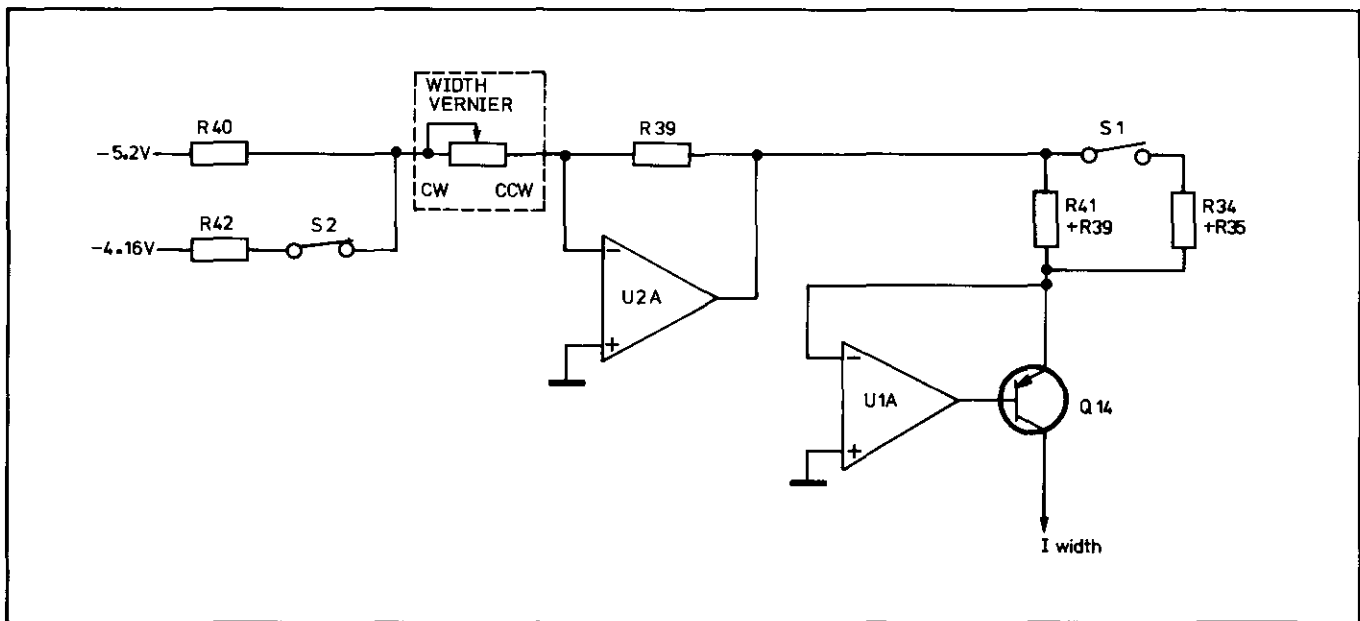 WIDTH
VERNIER
R40
R39
S1
-5.2V
CW
CCW
R42
S2
R41
+R39
R34
+R35
-4.16V
-
U2A
+
-
U1A
+
Q14
I width